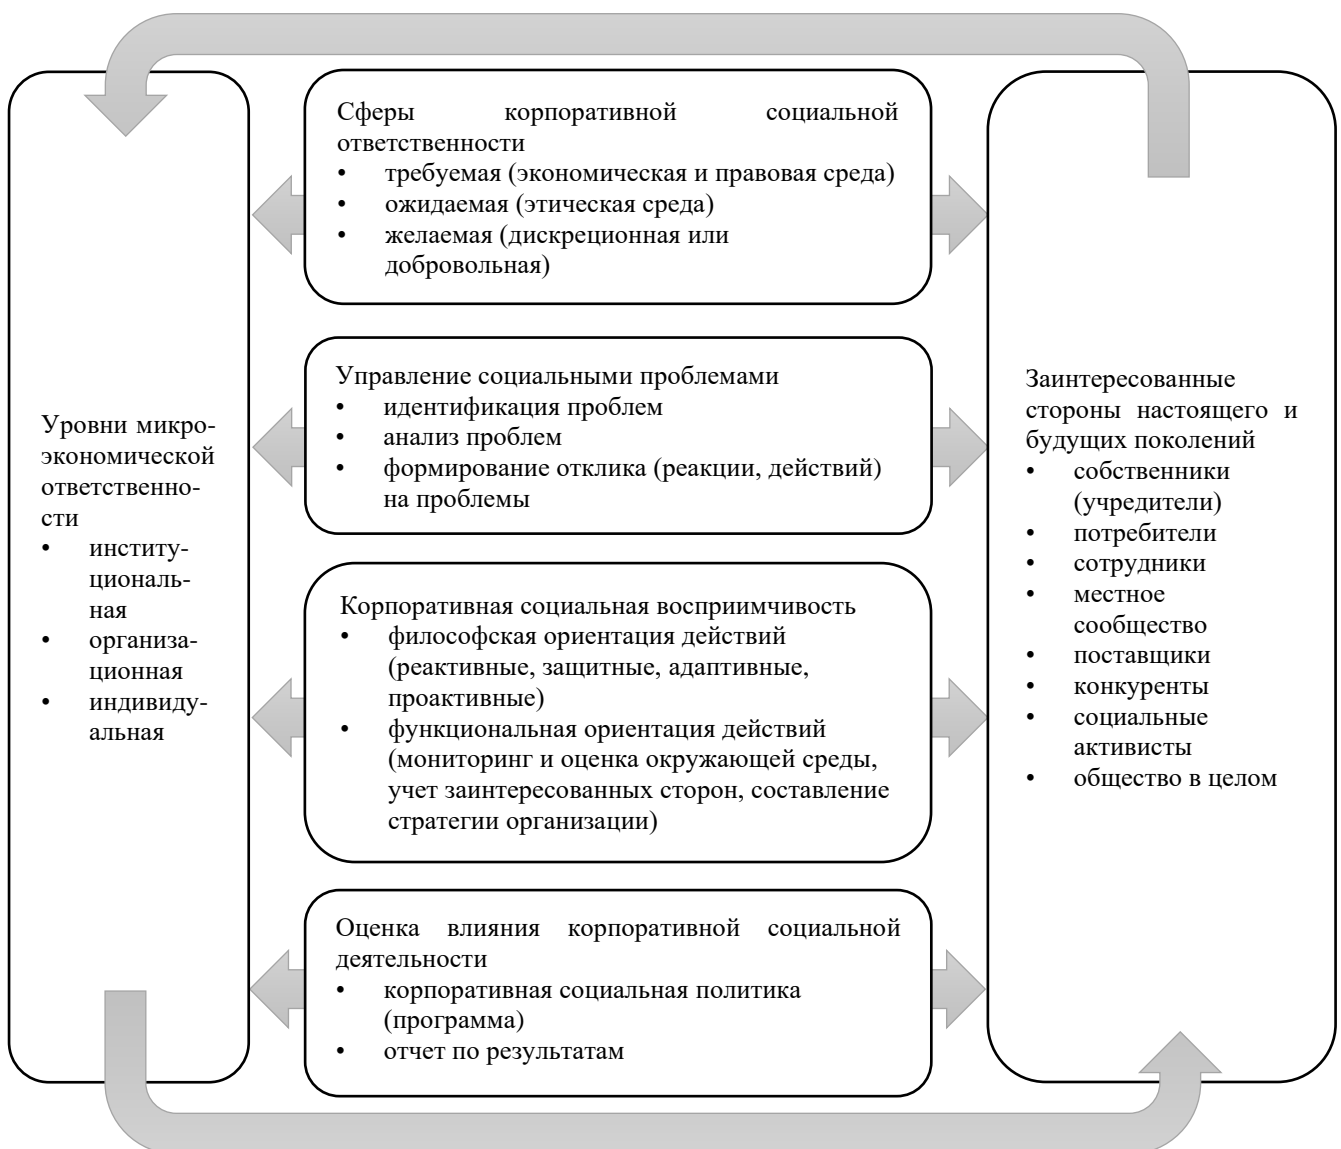 Уровни микро-
экономической
ответственно-
сти
• институ-
циональ-
ная
• организа-
ционная
• индивиду-
альная
Сферы корпоративной социальной
ответственности
• требуемая (экономическая и правовая среда)
• ожидаемая (этическая среда)
• желаемая (дискреционная или
добровольная)
Управление социальными проблемами
• идентификация проблем
• анализ проблем
• формирование отклика (реакции, действий)
на проблемы
Корпоративная социальная восприимчивость
• философская ориентация действий
(реактивные, защитные, адаптивные,
проактивные)
• функциональная ориентация действий
(мониторинг и оценка окружающей среды,
учет заинтересованных сторон, составление
стратегии организации)
Оценка влияния корпоративной социальной
деятельности
• корпоративная социальная политика
(программа)
• отчет по результатам
Заинтересованные
стороны настоящего и
будущих поколений
• собственники
(учредители)
• потребители
• сотрудники
• местное
сообщество
• поставщики
• конкуренты
• социальные
активисты
• общество в целом